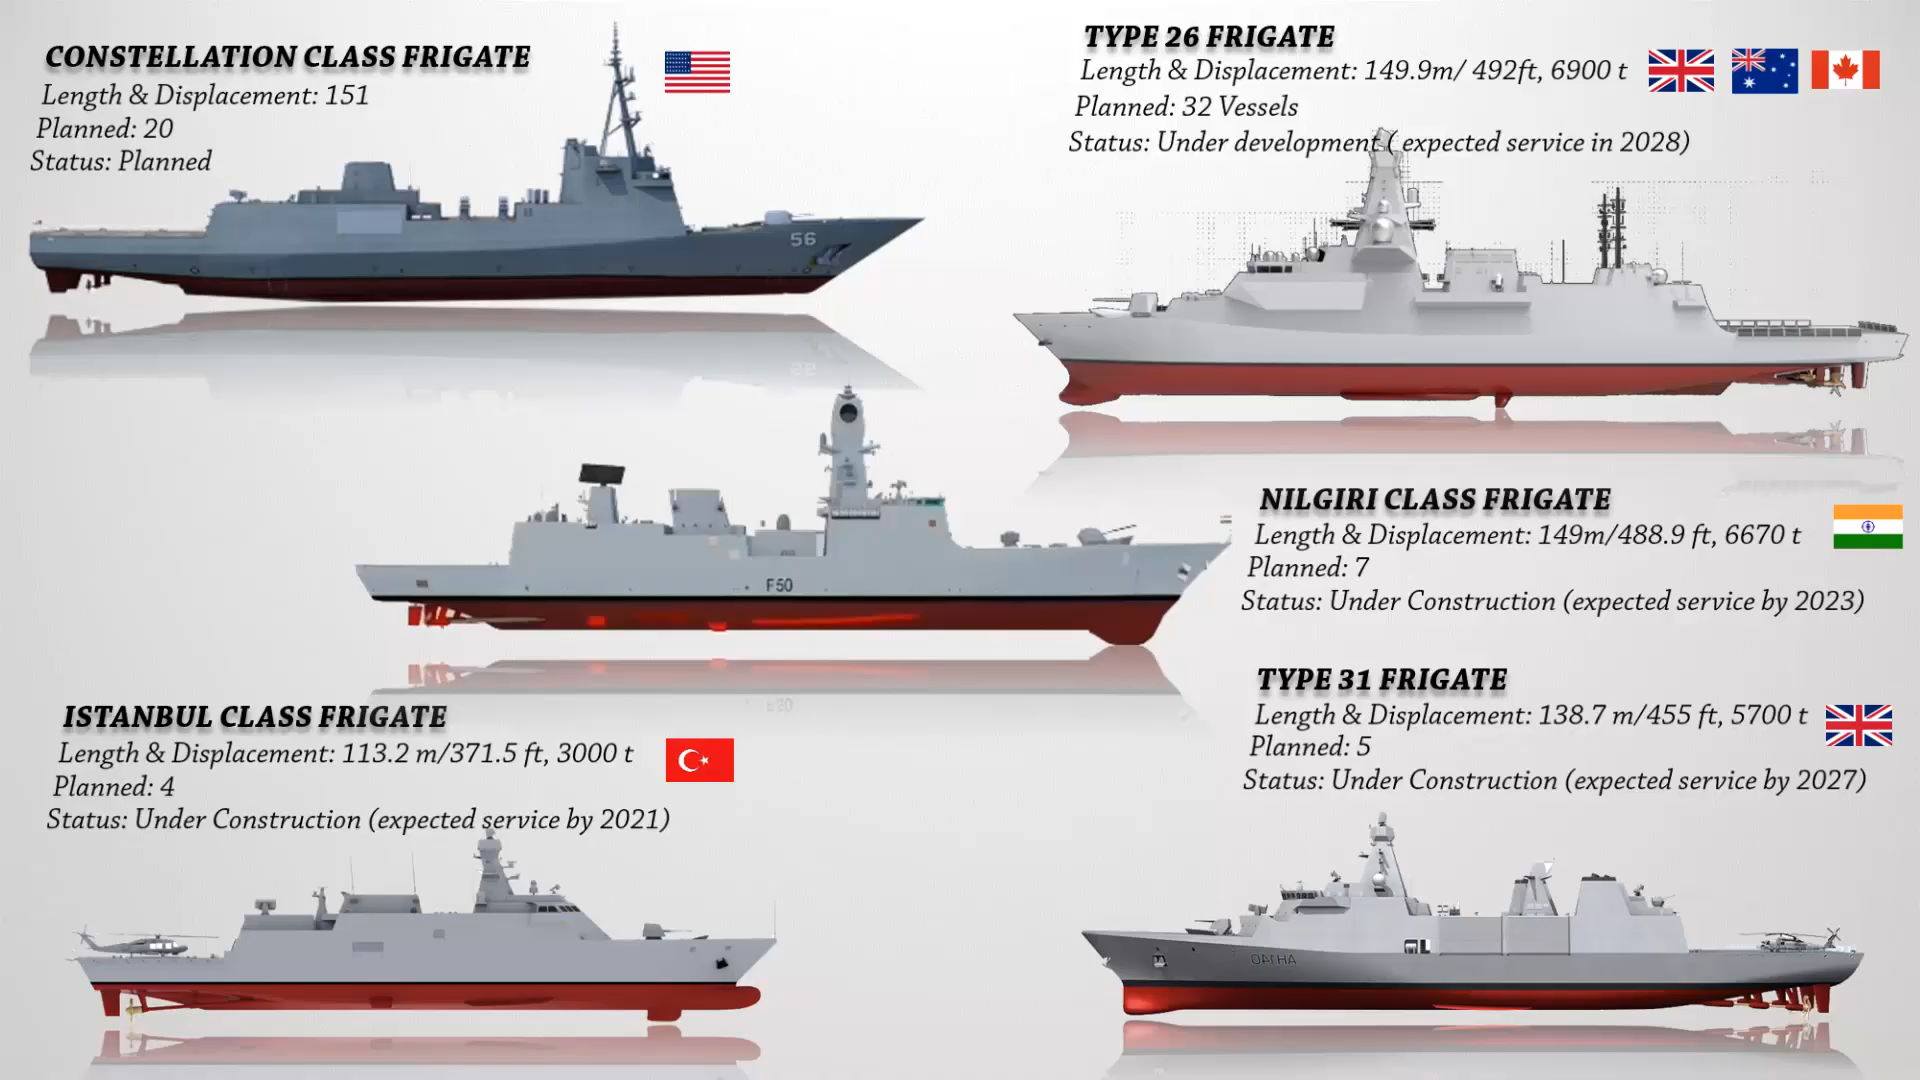 CONSTELLATION CLASS FRIGATE
Length & Displacement: 151
Planned: 20
Status: Planned
56
TYPE 26 FRIGATE
Length & Displacement: 149.9m/ 492ft, 6900 t
Planned: 32 Vessels
Status: Under development ( expected service in 2028)
NILGIRI CLASS FRIGATE
Length & Displacement: 149m/488.9 ft, 6670 t
Planned: 7
Status: Under Construction (expected service by 2023)
F50
ISTANBUL CLASS FRIGATE
Length & Displacement: 113.2 m/371.5 ft, 3000 t
Planned: 4
Status: Under Construction (expected service by 2021)
TYPE 31 FRIGATE
Length & Displacement: 138.7 m/455 ft, 5700 t
Planned: 5
Status: Under Construction (expected service by 2027)